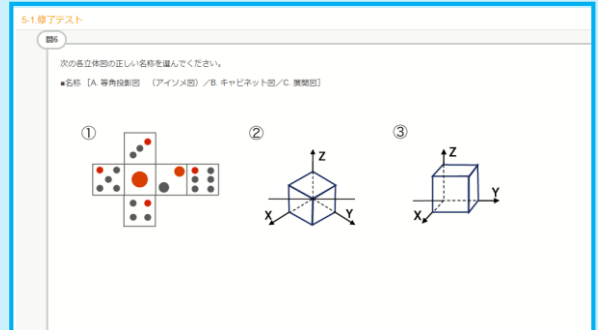 5-1.修了テスト
問6
次の各立体図の正しい名称を選んでください。
■名称 [A. 等角投影図 (アイソメ図)/B. キャビネット図/C. 展開図]
① ② ③
Z Z
Y
X Y X